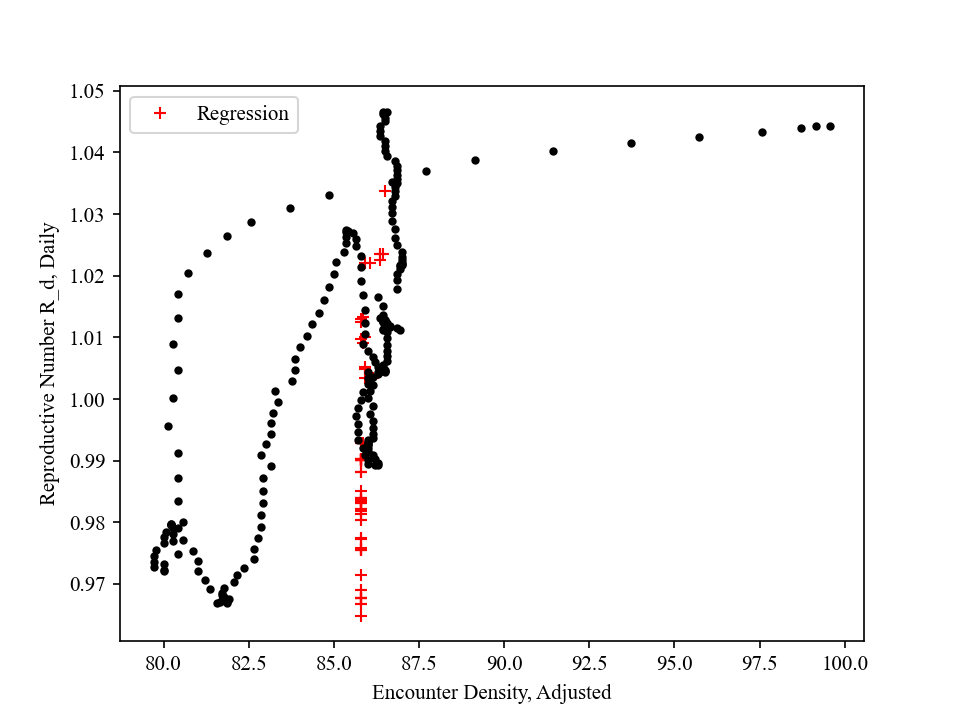 1.05
Regression
1.04
1.03
1.02
1.01
1.00
0.99
0.98
0.97
Reproductive Number R_d, Daily
80.0 82.5 85.0 87.5 90.0 92.5 95.0 97.5 100.0
Encounter Density, Adjusted